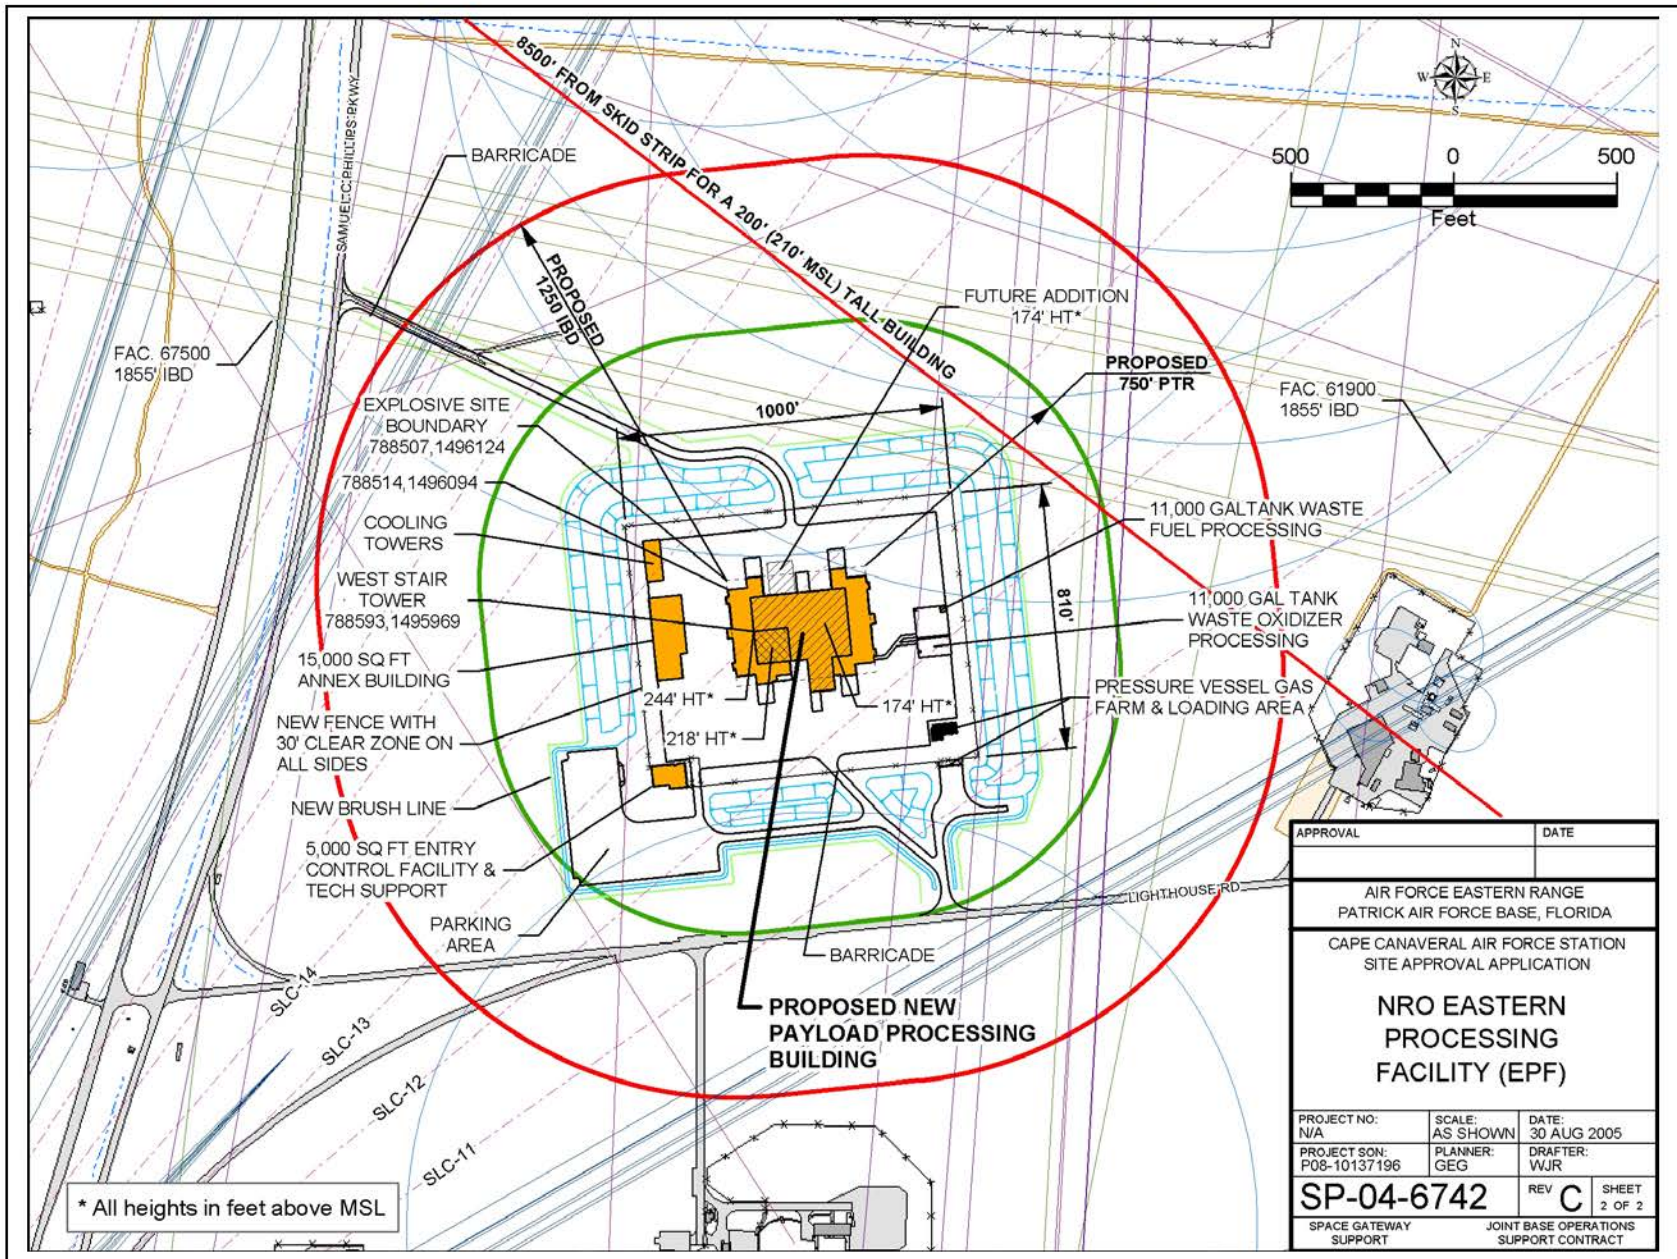 8500' FROM SKID STRIP FOR A 200' (210' MSL) TALL BUILDING
N
W
E
S
500 0 500
Feet
SAMUEL C PHILLIPS PKWY
BARRICADE
PROPOSED
1250 IBD
FUTURE ADDITION
174' HT*
PROPOSED
750' PTR
FAC. 67500
1855' IBD
FAC. 61900
1855' IBD
1000'
EXPLOSIVE SITE
BOUNDARY
788507,1496124
788514,1496094
COOLING
TOWERS
WEST STAIR
TOWER
788593,1495969
15,000 SQ FT
ANNEX BUILDING
NEW FENCE WITH
30' CLEAR ZONE ON
ALL SIDES
NEW BRUSH LINE
5,000 SQ FT ENTRY
CONTROL FACILITY &
TECH SUPPORT
PARKING
AREA
244' HT*
218' HT*
174' HT*
810'
11,000 GALTANK WASTE
FUEL PROCESSING
11,000 GAL TANK
WASTE OXIDIZER
PROCESSING
PRESSURE VESSEL GAS
FARM & LOADING AREA
LIGHTHOUSE RD
BARRICADE
PROPOSED NEW
PAYLOAD PROCESSING
BUILDING
SLC-14
SLC-13
SLC-12
SLC-11
* All heights in feet above MSL
APPROVAL DATE
AIR FORCE EASTERN RANGE
PATRICK AIR FORCE BASE, FLORIDA
CAPE CANAVERAL AIR FORCE STATION
SITE APPROVAL APPLICATION
NRO EASTERN
PROCESSING
FACILITY (EPF)
PROJECT NO: SCALE: DATE:
N/A AS SHOWN 30 AUG 2005
PROJECT SON: PLANNER: DRAFTER:
P08-10137196 GEG WJR
SP-04-6742 REV C SHEET
2 OF 2
SPACE GATEWAY JOINT BASE OPERATIONS
SUPPORT SUPPORT CONTRACT